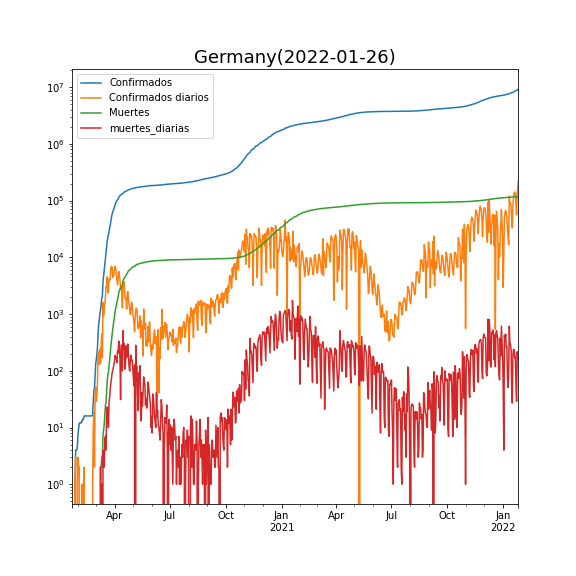 Germany(2022-01-26)
Confirmados
Confirmados diarios
Muertes
muertes_diarias
10⁷
10⁶
10⁵
10⁴
10³
10²
10¹
10⁰
Apr Jul Oct Jan Apr Jul Oct Jan
2021 2022